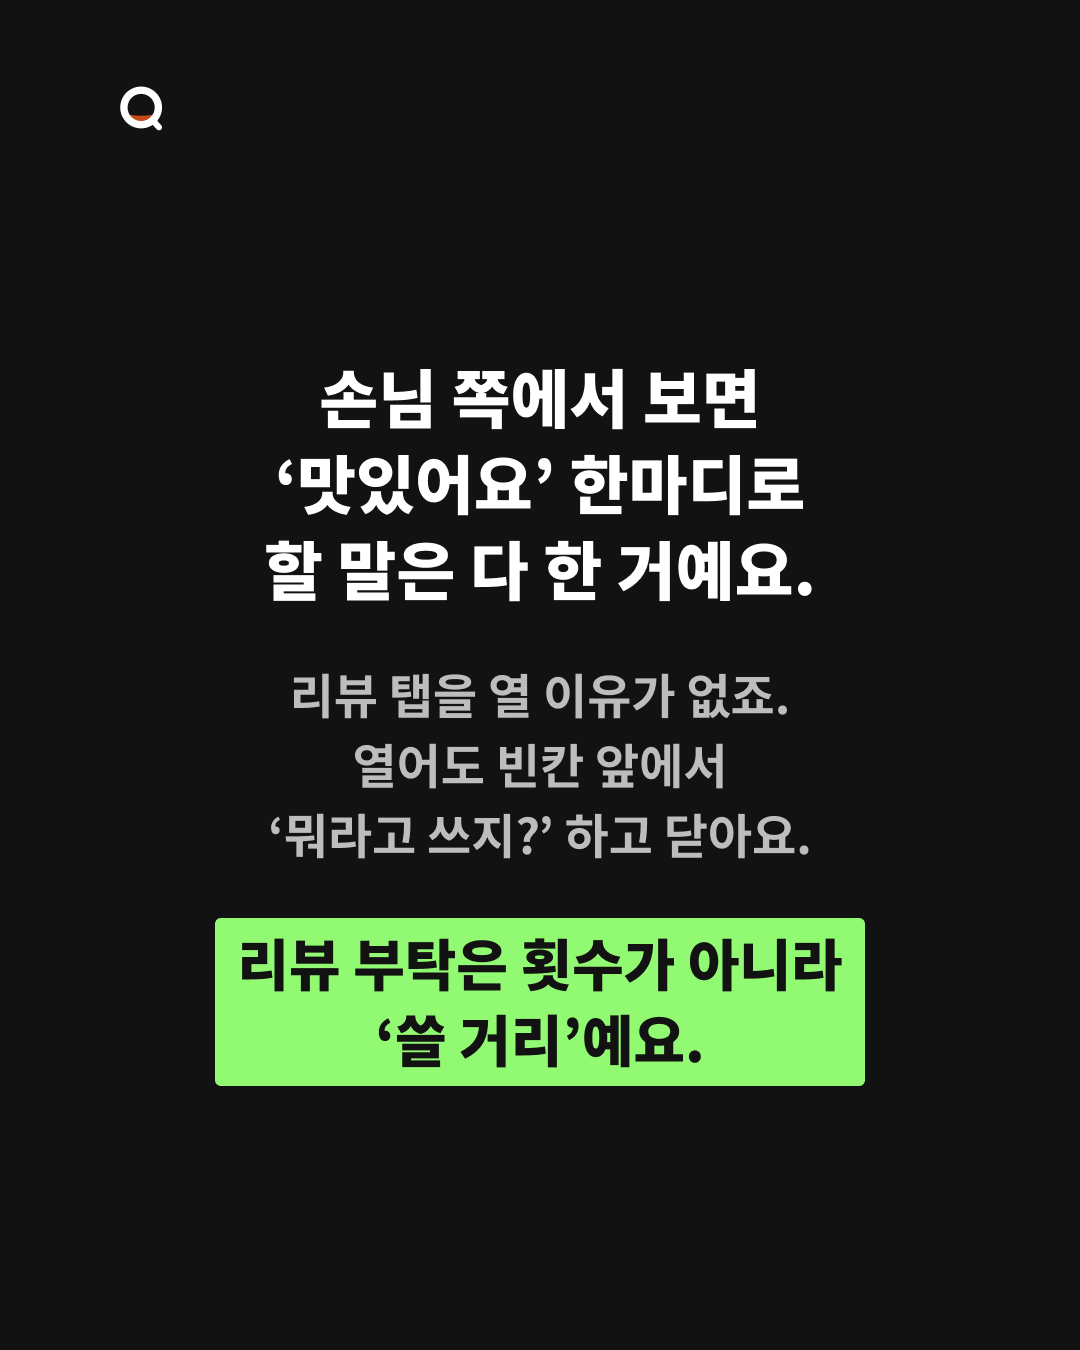 손님 쪽에서 보면
‘맛있어요’ 한마디로
할 말은 다 한 거예요.
리뷰 탭을 열 이유가 없죠.
열어도 빈칸 앞에서
‘뭐라고 쓰지?’ 하고 닫아요.
리뷰 부탁은 횟수가 아니라
‘쓸 거리’예요.